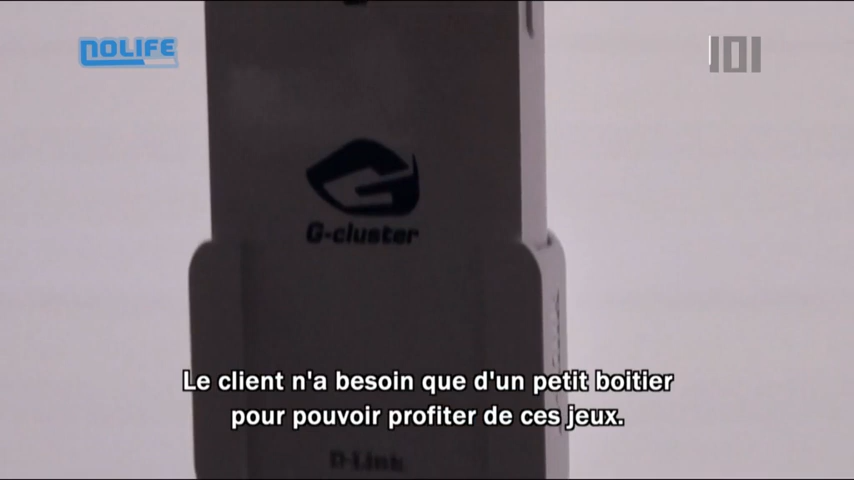 NOLIFE
101
G-cluster
Le client n'a besoin que d'un petit boitier
pour pouvoir profiter de ces jeux.
D-Link